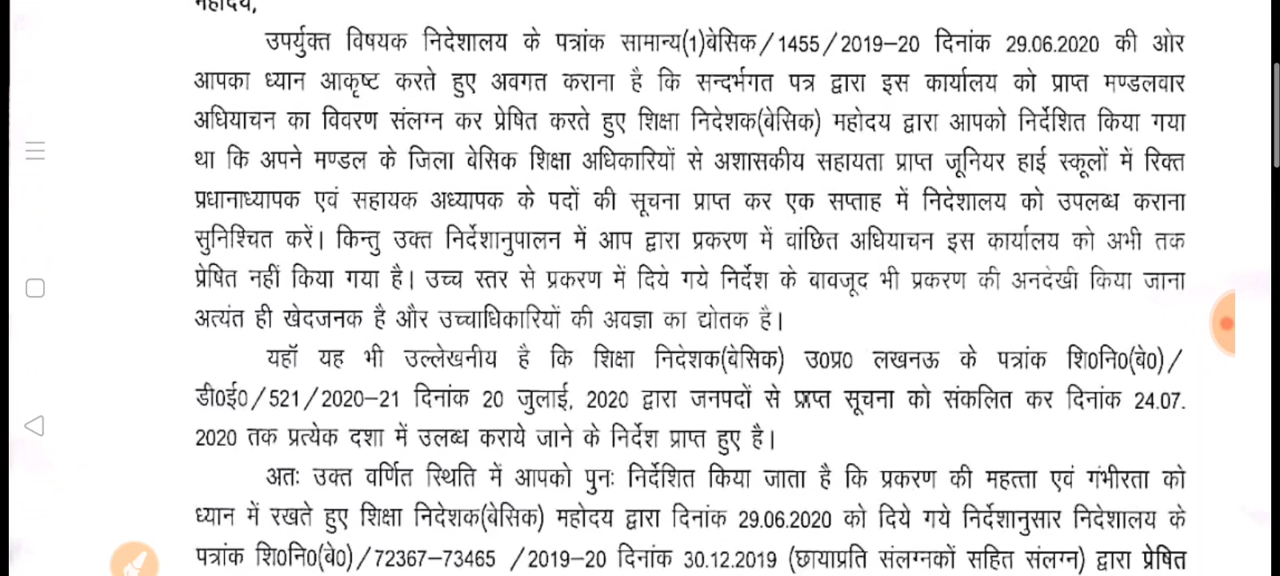 महोदय,
उपर्युक्त विषयक निदेशालय के पत्रांक सामान्य(1)बेसिक/1455/2019–20 दिनांक 29.06.2020 की ओर
आपका ध्यान आकृष्ट करते हुए अवगत कराना है कि सन्दर्भगत पत्र द्वारा इस कार्यालय को प्राप्त मण्डलवार
अधियाचन का विवरण संलग्न कर प्रेषित करते हुए शिक्षा निदेशक(बेसिक) महोदय द्वारा आपको निर्देशित किया गया
था कि अपने मण्डल के जिला बेसिक शिक्षा अधिकारियों से अशासकीय सहायता प्राप्त जूनियर हाई स्कूलों में रिक्त
प्रधानाध्यापक एवं सहायक अध्यापक के पदों की सूचना प्राप्त कर एक सप्ताह में निदेशालय को उपलब्ध कराना
सुनिश्चित करें। किन्तु उक्त निर्देशानुपालन में आप द्वारा प्रकरण में वांछित अधियाचन इस कार्यालय को अभी तक
प्रेषित नहीं किया गया है। उच्च स्तर से प्रकरण में दिये गये निर्देश के बावजूद भी प्रकरण की अनदेखी किया जाना
अत्यंत ही खेदजनक है और उच्चाधिकारियों की अवज्ञा का द्योतक है।
यहाँ यह भी उल्लेखनीय है कि शिक्षा निदेशक(बेसिक) उ0प्र0 लखनऊ के पत्रांक शि0नि0(बे0)/
डी0ई0/521/2020–21 दिनांक 20 जुलाई, 2020 द्वारा जनपदों से प्राप्त सूचना को संकलित कर दिनांक 24.07.
2020 तक प्रत्येक दशा में उलब्ध कराये जाने के निर्देश प्राप्त हुए है।
अतः उक्त वर्णित स्थिति में आपको पुनः निर्देशित किया जाता है कि प्रकरण की महत्ता एवं गंभीरता को
ध्यान में रखते हुए शिक्षा निदेशक(बेसिक) महोदय द्वारा दिनांक 29.06.2020 को दिये गये निर्देशानुसार निदेशालय के
पत्रांक शि0नि0(बे0)/72367–73465 /2019–20 दिनांक 30.12.2019 (छायाप्रति संलग्नकों सहित संलग्न) द्वारा प्रेषित